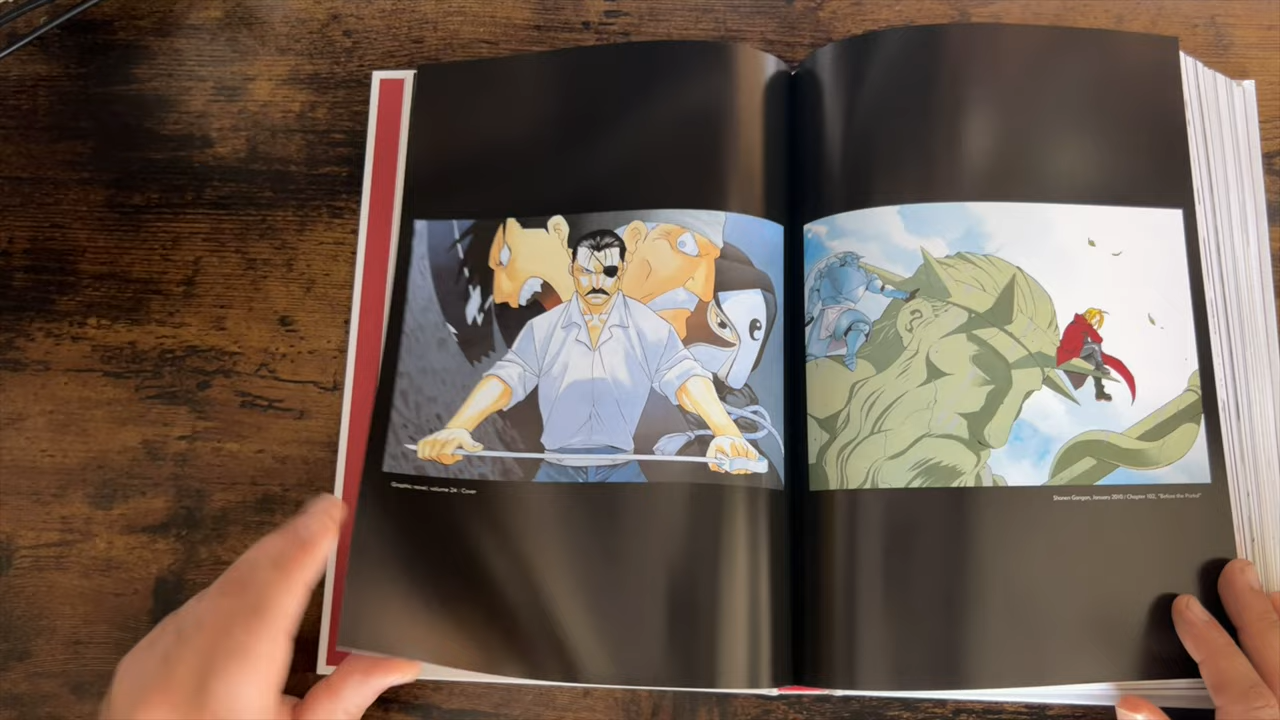 Graphic novel: volume 24 / Cover
Shonen Gangan, January 2010 / Chapter 102, "Before the Portal"